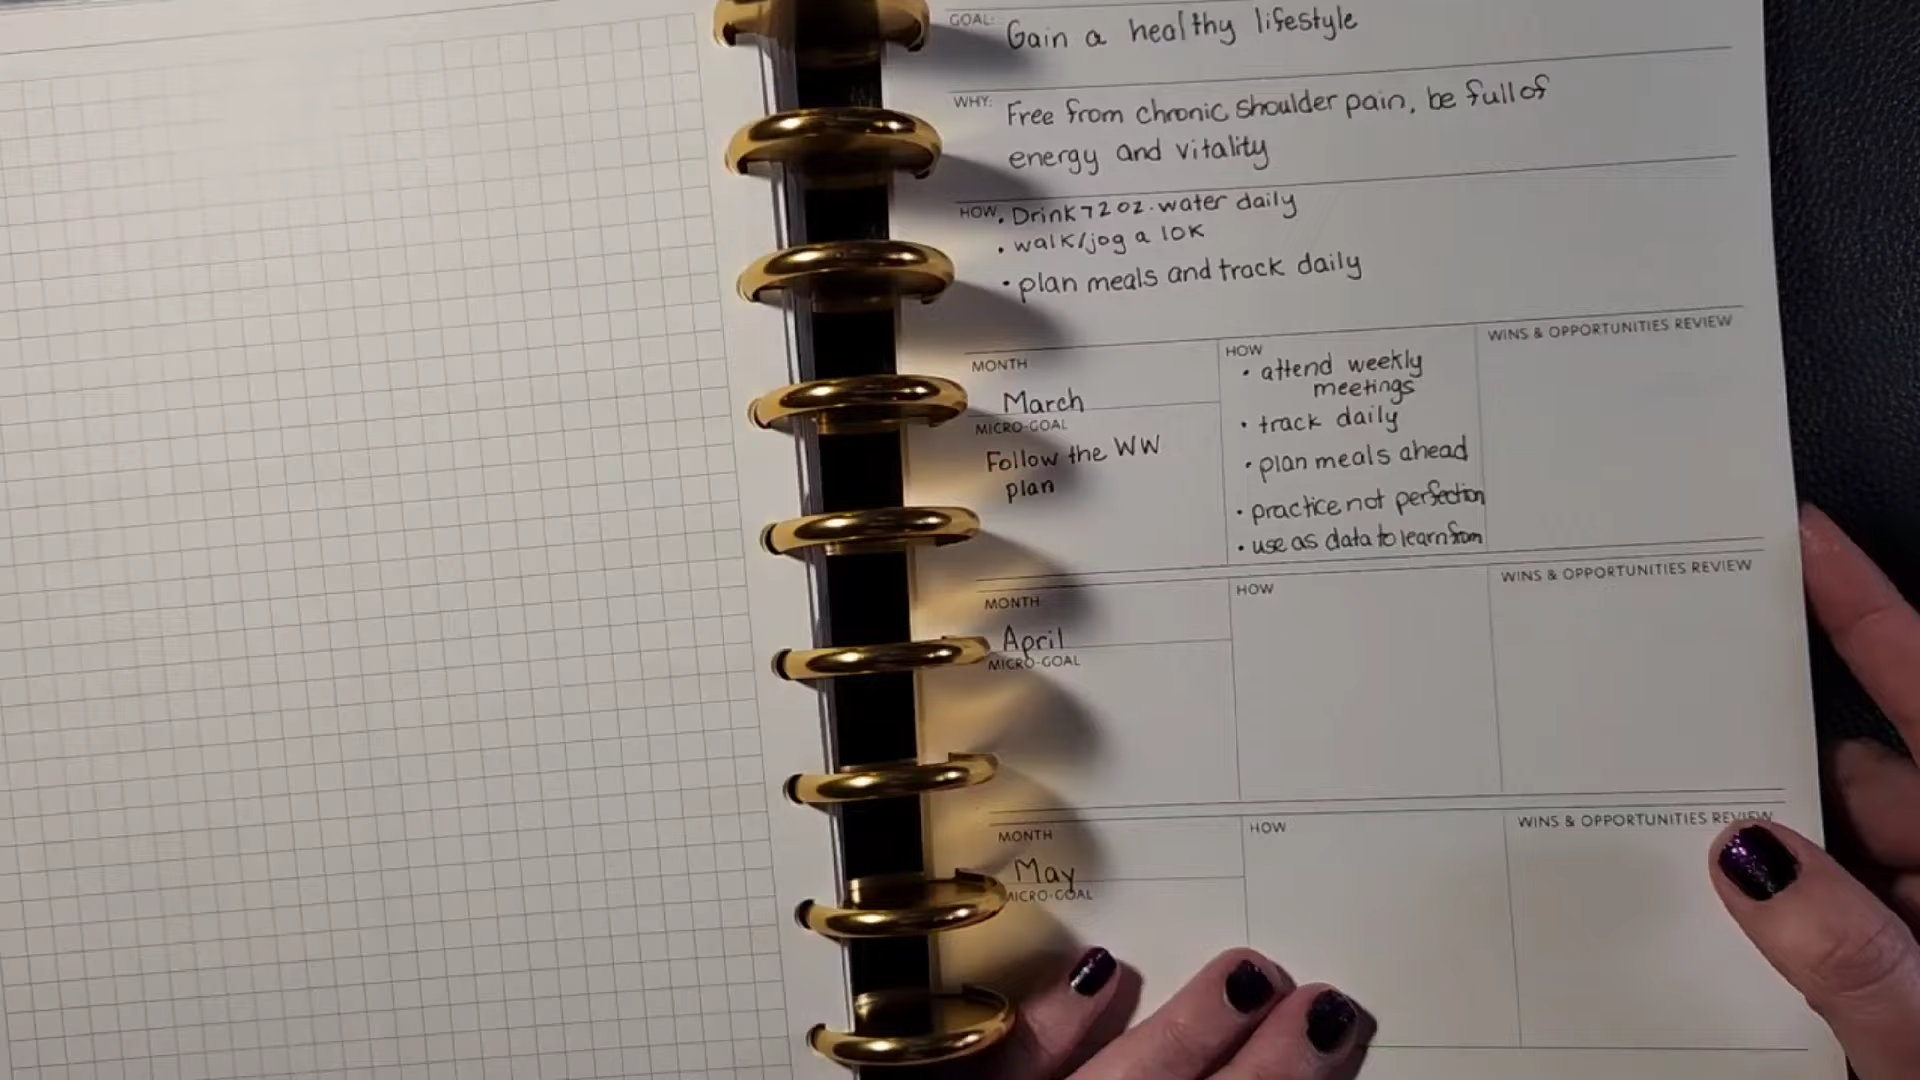 GOAL: Gain a healthy lifestyle
WHY: Free from chronic shoulder pain, be full of
energy and vitality
HOW • Drink 72 oz. water daily
• walk/jog a 10K
• plan meals and track daily
MONTH
March
MICRO-GOAL
Follow the WW
plan
HOW
• attend weekly
meetings
• track daily
• plan meals ahead
• practice not perfection
• use as data to learn from
WINS & OPPORTUNITIES REVIEW
MONTH
April
MICRO-GOAL
HOW
WINS & OPPORTUNITIES REVIEW
MONTH
May
MICRO-GOAL
HOW
WINS & OPPORTUNITIES REVIEW